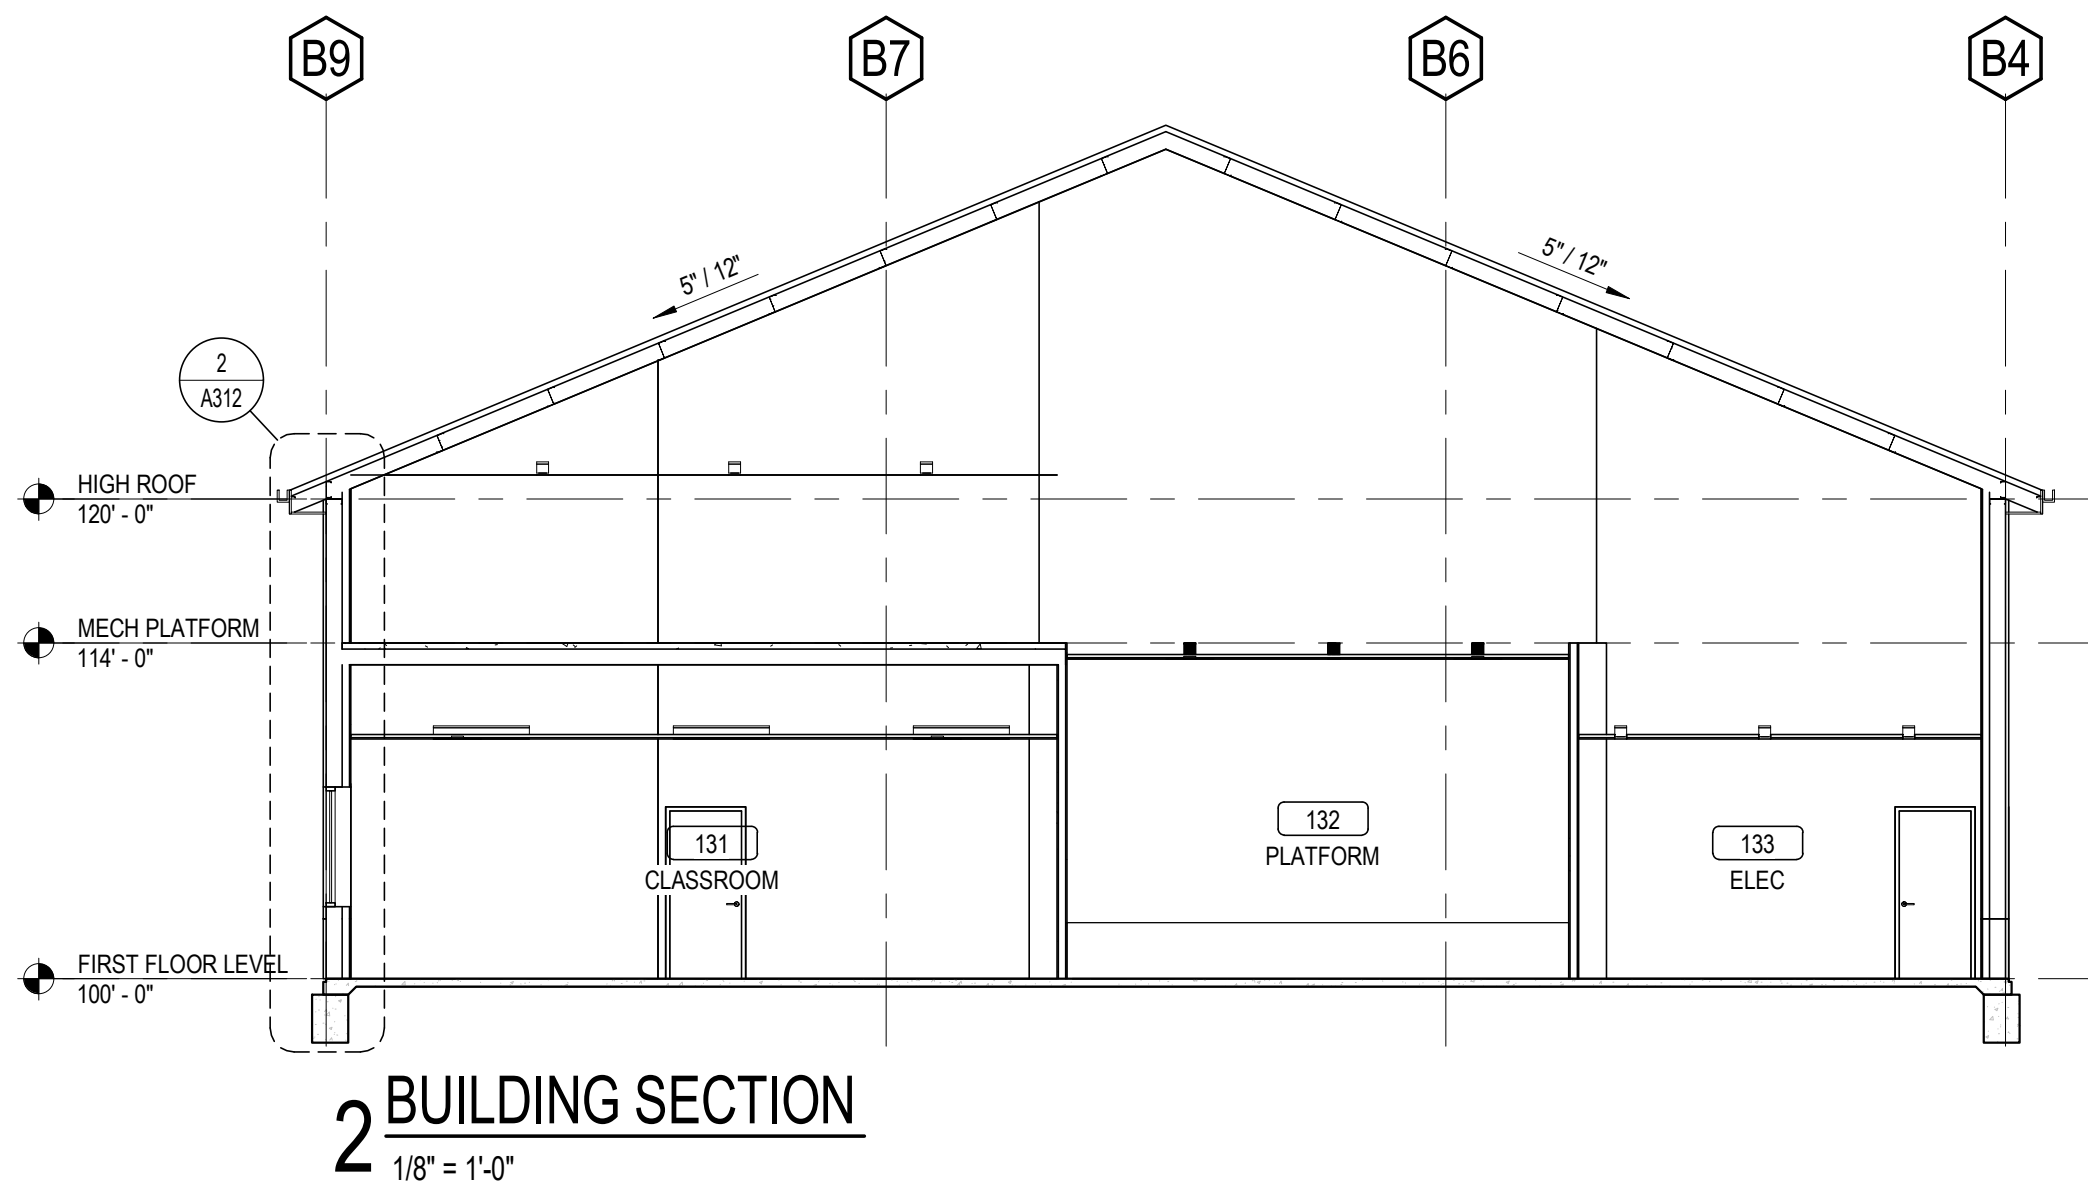 B9
B7
B6
B4
5" / 12"
5" / 12"
2
A312
HIGH ROOF
120' - 0"
MECH PLATFORM
114' - 0"
131
CLASSROOM
132
PLATFORM
133
ELEC
FIRST FLOOR LEVEL
100' - 0"
2
BUILDING SECTION
1/8" = 1'-0"